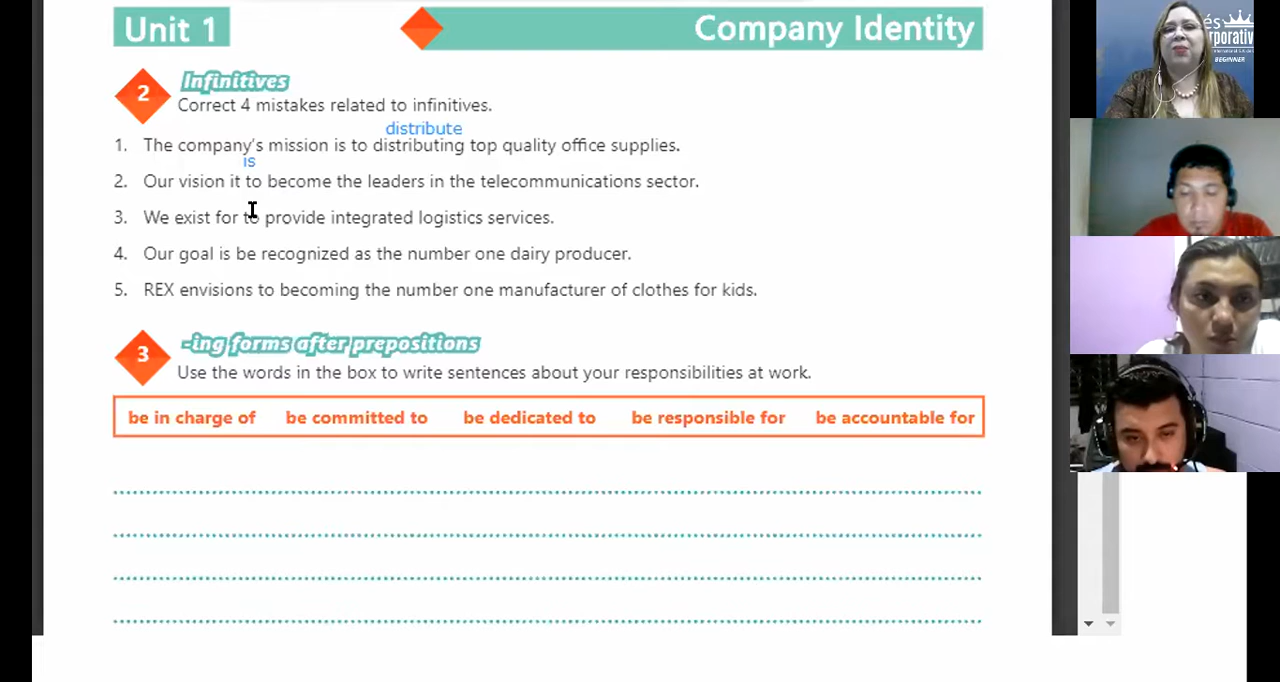 Unit 1
Company Identity
2
Infinitives
Correct 4 mistakes related to infinitives.
distribute
1. The company's mission is to distributing top quality office supplies.
is
2. Our vision it to become the leaders in the telecommunications sector.
3. We exist for to provide integrated logistics services.
4. Our goal is be recognized as the number one dairy producer.
5. REX envisions to becoming the number one manufacturer of clothes for kids.
3
-ing forms after prepositions
Use the words in the box to write sentences about your responsibilities at work.
be in charge of be committed to be dedicated to be responsible for be accountable for
BEGINNER